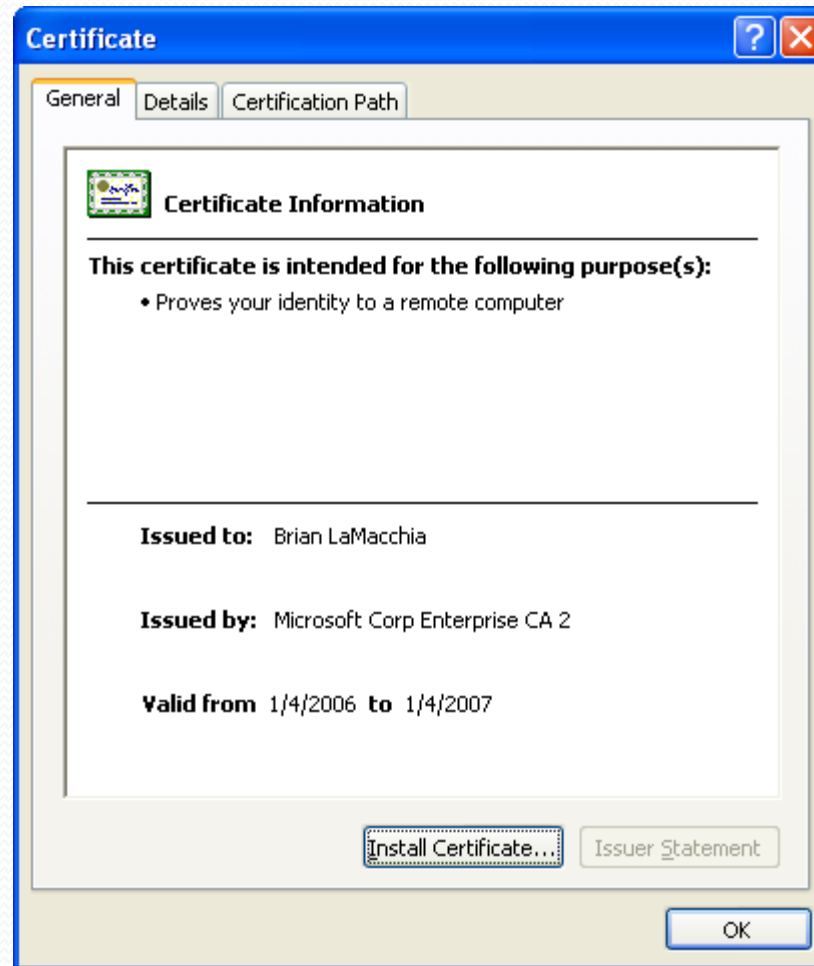 Certificate
General Details Certification Path
Certificate Information
This certificate is intended for the following purpose(s):
• Proves your identity to a remote computer
Issued to: Brian LaMacchia
Issued by: Microsoft Corp Enterprise CA 2
Valid from 1/4/2006 to 1/4/2007
Install Certificate... Issuer Statement
OK